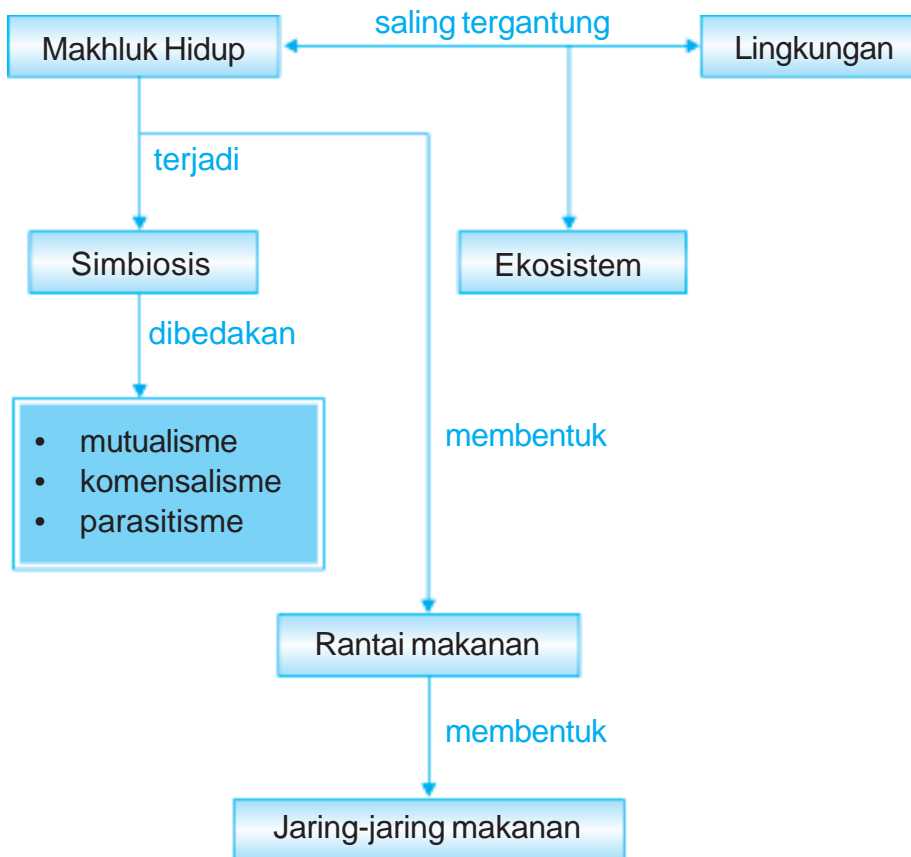 saling tergantung
Makhluk Hidup
Lingkungan
terjadi
Simbiosis
Ekosistem
dibedakan
• mutualisme
• komensalisme
• parasitisme
membentuk
Rantai makanan
membentuk
Jaring-jaring makanan